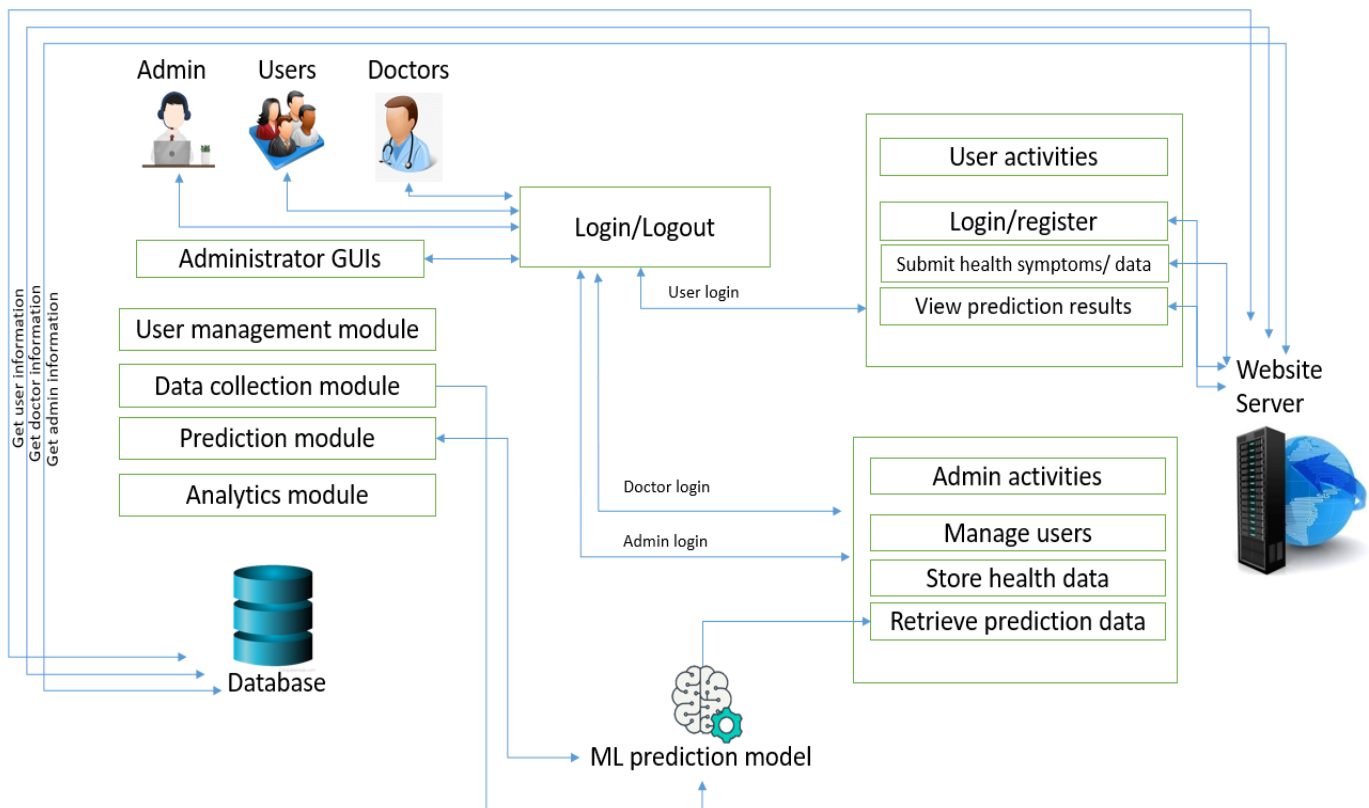 Admin
Users
Doctors
User activities
Login/register
Submit health symptoms/ data
View prediction results
Login/Logout
Administrator GUIs
User login
User management module
Data collection module
Prediction module
Analytics module
Get user information
Get doctor information
Get admin information
Website
Server
Doctor login
Admin login
Admin activities
Manage users
Store health data
Retrieve prediction data
Database
ML prediction model